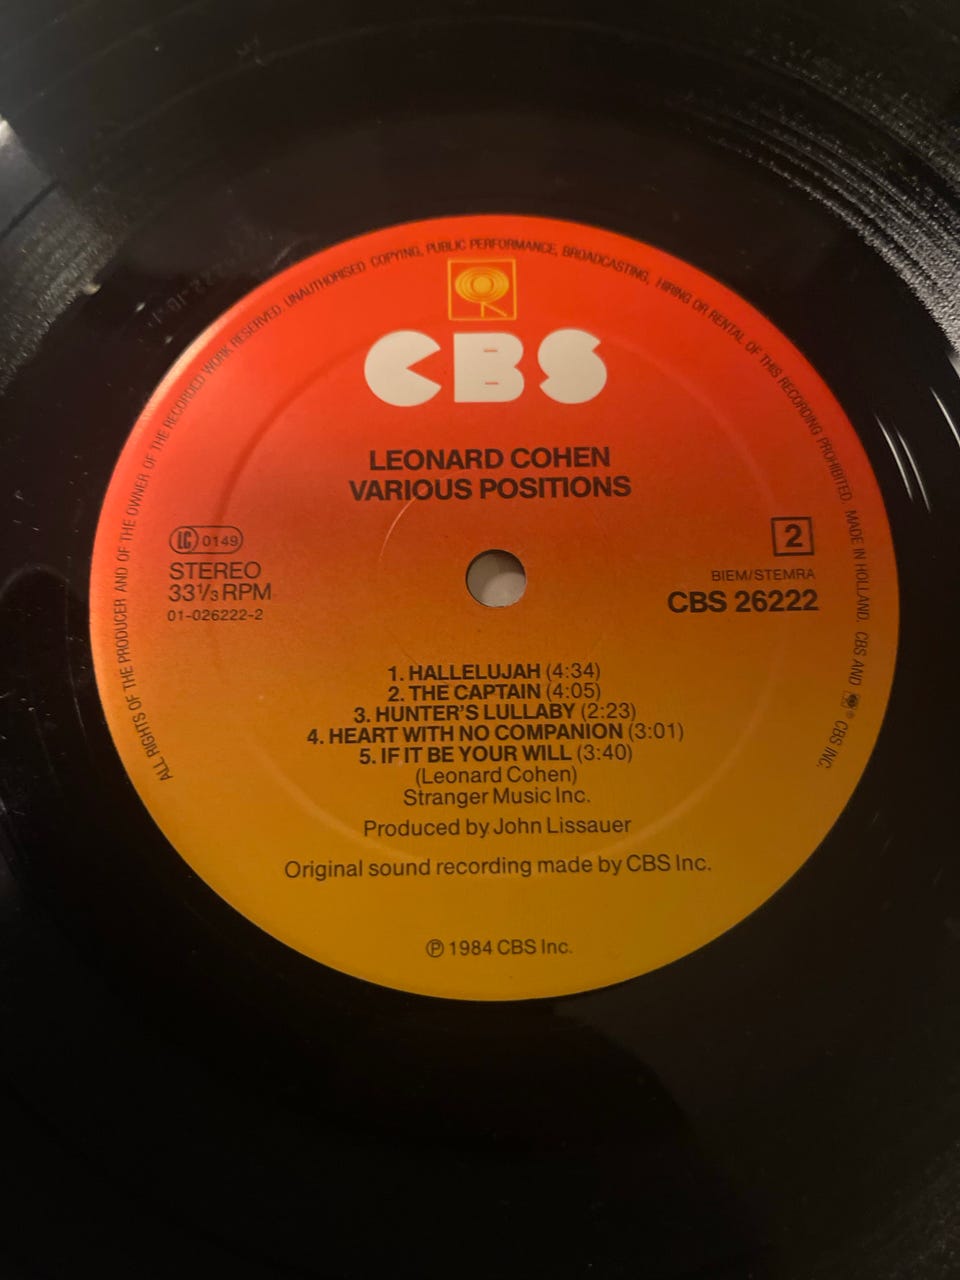 ALL RIGHTS OF THE PRODUCER AND OF THE OWNER OF THE RECORDED WORK RESERVED. UNAUTHORISED COPYING, PUBLIC PERFORMANCE, BROADCASTING, HIRING OR RENTAL OF THIS RECORDING PROHIBITED. MADE IN HOLLAND. CBS AND ® CBS INC.
CBS
LEONARD COHEN
VARIOUS POSITIONS
LC 0149
STEREO
33⅓ RPM
01-026222-2
2
BIEM/STEMRA
CBS 26222
1. HALLELUJAH (4:34)
2. THE CAPTAIN (4:05)
3. HUNTER'S LULLABY (2:23)
4. HEART WITH NO COMPANION (3:01)
5. IF IT BE YOUR WILL (3:40)
(Leonard Cohen)
Stranger Music Inc.
Produced by John Lissauer
Original sound recording made by CBS Inc.
℗ 1984 CBS Inc.